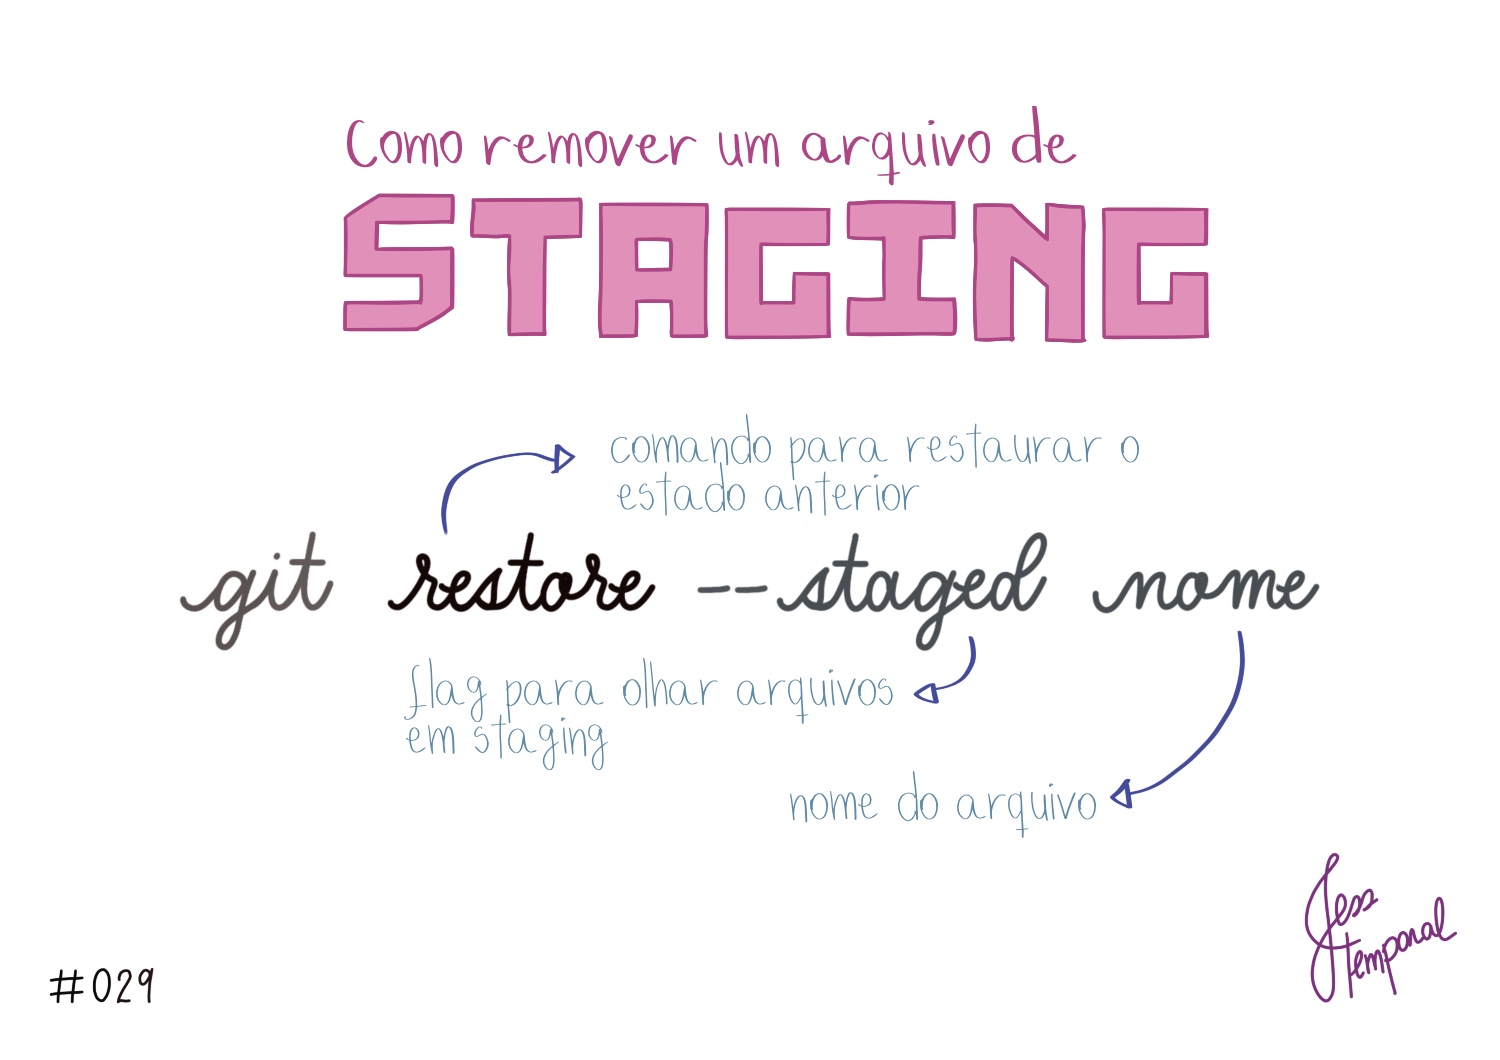 Como remover um arquivo de
STAGING
comando para restaurar o
estado anterior
git restore --staged nome
flag para olhar arquivos
em staging
nome do arquivo
Jess
temporal
#029